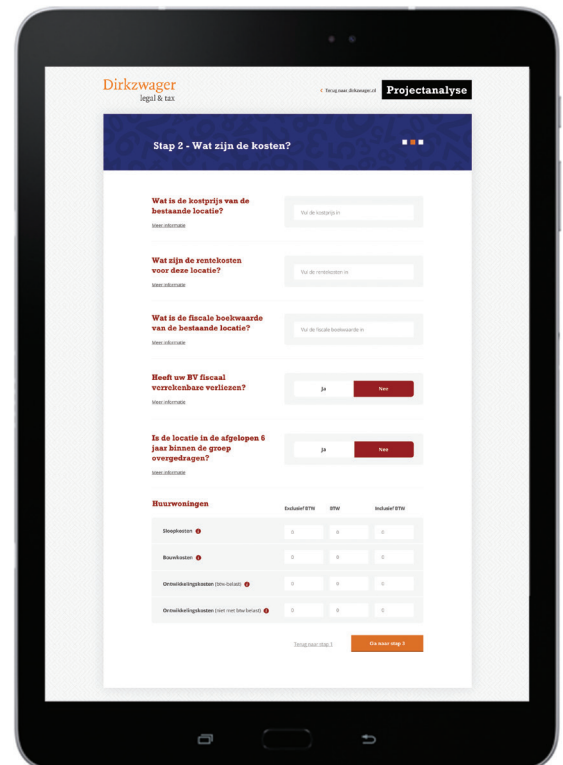 Dirkzwager
legal & tax
Terug naar dirkzwager.nl
Projectanalyse
Stap 2 - Wat zijn de kosten?
Wat is de kostprijs van de
bestaande locatie?
Meer informatie
Vul de kostprijs in
Wat zijn de rentekosten
voor deze locatie?
Meer informatie
Vul de rentekosten in
Wat is de fiscale boekwaarde
van de bestaande locatie?
Meer informatie
Vul de fiscale boekwaarde in
Heeft uw BV fiscaal
verrekenbare verliezen?
Meer informatie
Ja Nee
Is de locatie in de afgelopen 6
jaar binnen de groep
overgedragen?
Meer informatie
Ja Nee
Huurwoningen
Exclusief BTW BTW Inclusief BTW
Sloopkosten 0 0 0
Bouwkosten 0 0 0
Ontwikkelingskosten (btw-belast) 0 0 0
Ontwikkelingskosten (niet met btw belast) 0 0 0
Terug naar stap 1 Ga naar stap 3